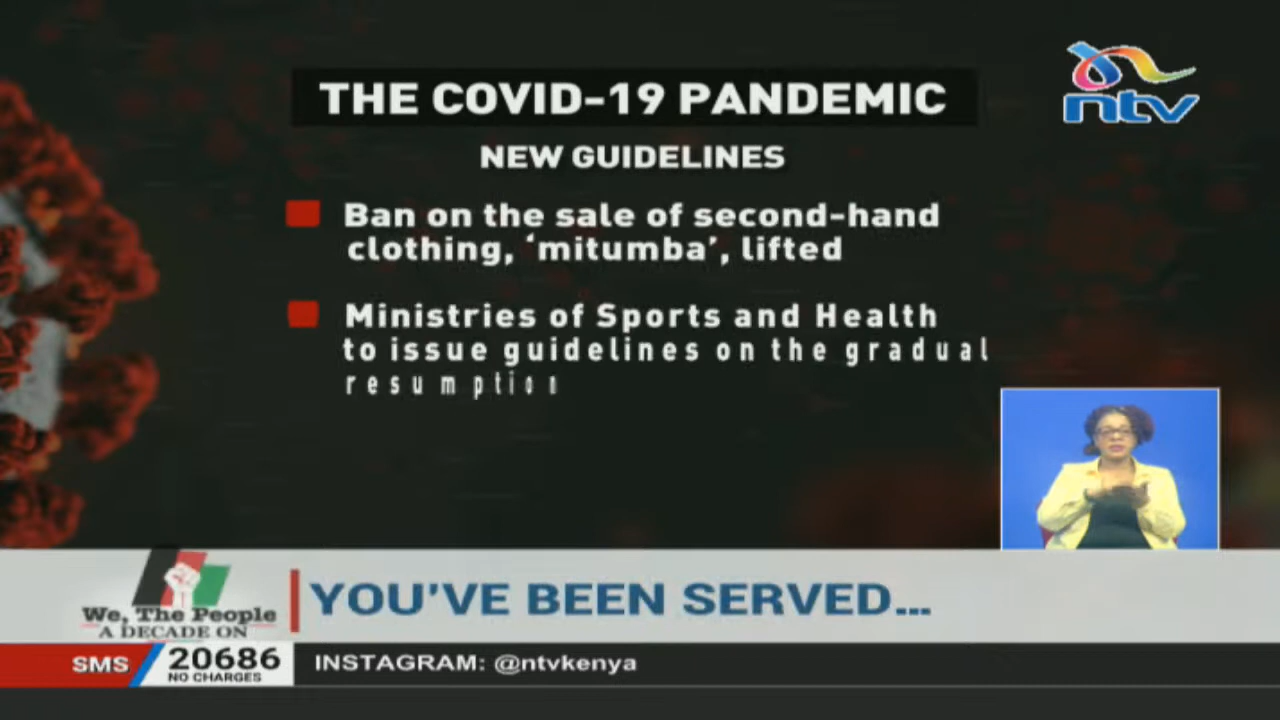 THE COVID-19 PANDEMIC
ntv
NEW GUIDELINES
Ban on the sale of second-hand
clothing, ‘mitumba’, lifted
Ministries of Sports and Health
to issue guidelines on the gradual
resumption
We, The People
A DECADE ON
YOU'VE BEEN SERVED...
SMS 20686
NO CHARGES
INSTAGRAM: @ntvkenya